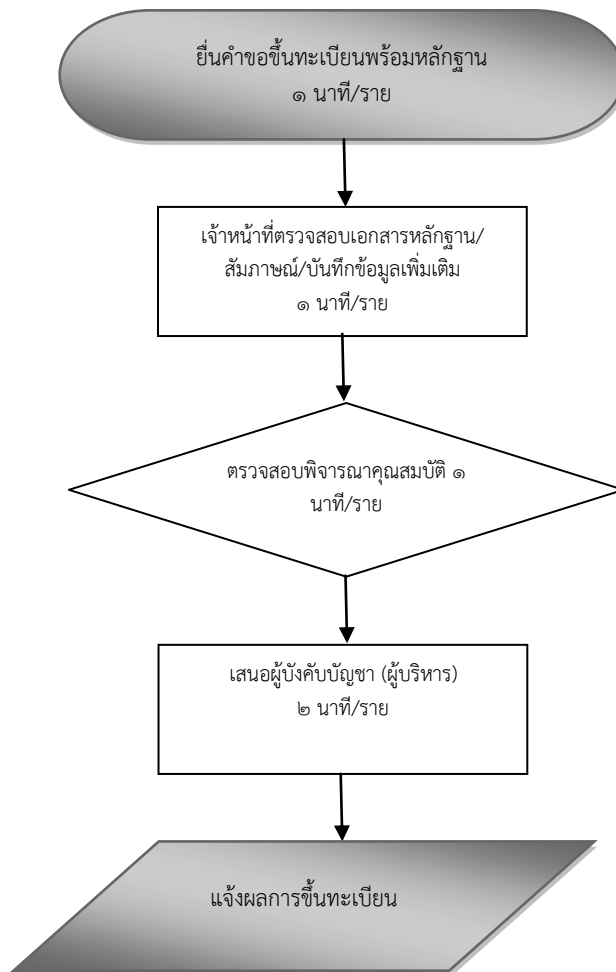 ยื่นคำขอขึ้นทะเบียนพร้อมหลักฐาน
๑ นาที/ราย
เจ้าหน้าที่ตรวจสอบเอกสารหลักฐาน/
สัมภาษณ์/บันทึกข้อมูลเพิ่มเติม
๑ นาที/ราย
ตรวจสอบพิจารณาคุณสมบัติ ๑
นาที/ราย
เสนอผู้บังคับบัญชา (ผู้บริหาร)
๒ นาที/ราย
แจ้งผลการขึ้นทะเบียน